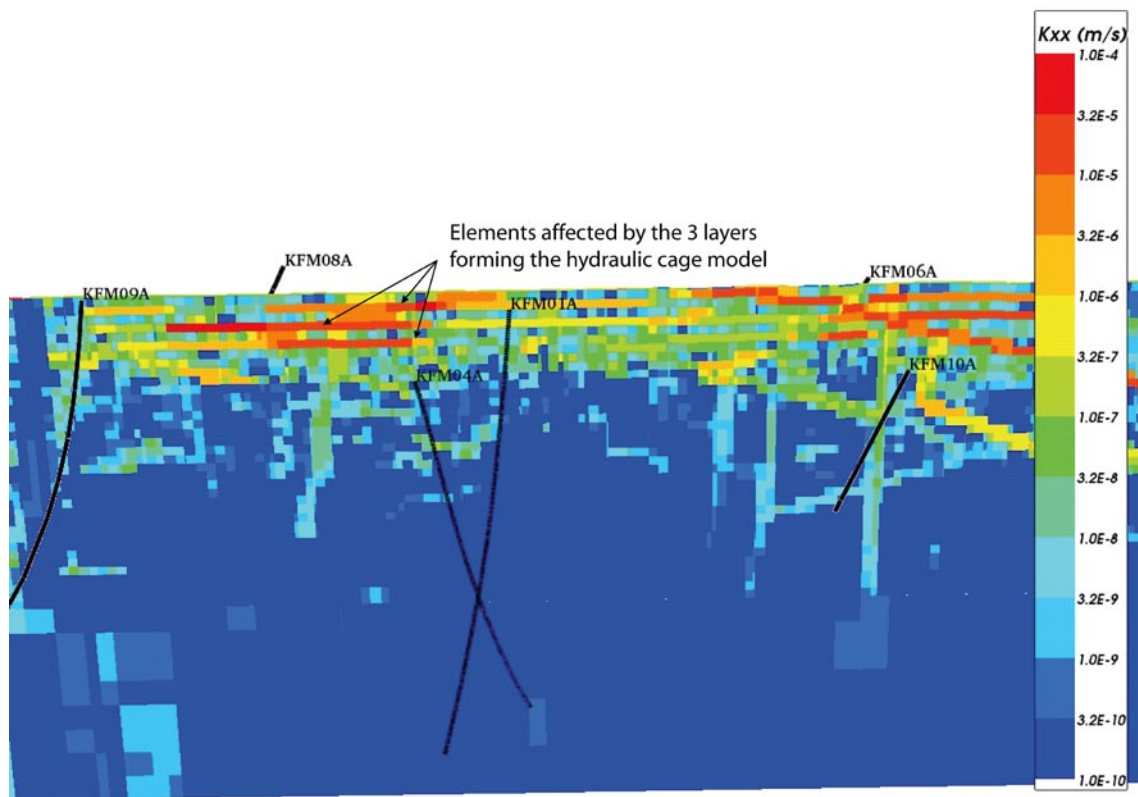 Kxx (m/s)
1.0E-4
3.2E-5
1.0E-5
3.2E-6
1.0E-6
3.2E-7
1.0E-7
3.2E-8
1.0E-8
3.2E-9
1.0E-9
3.2E-10
1.0E-10
Elements affected by the 3 layers
forming the hydraulic cage model
KFM08A
KFM06A
KFM09A
KFM01A
KFM10A
KFM04A